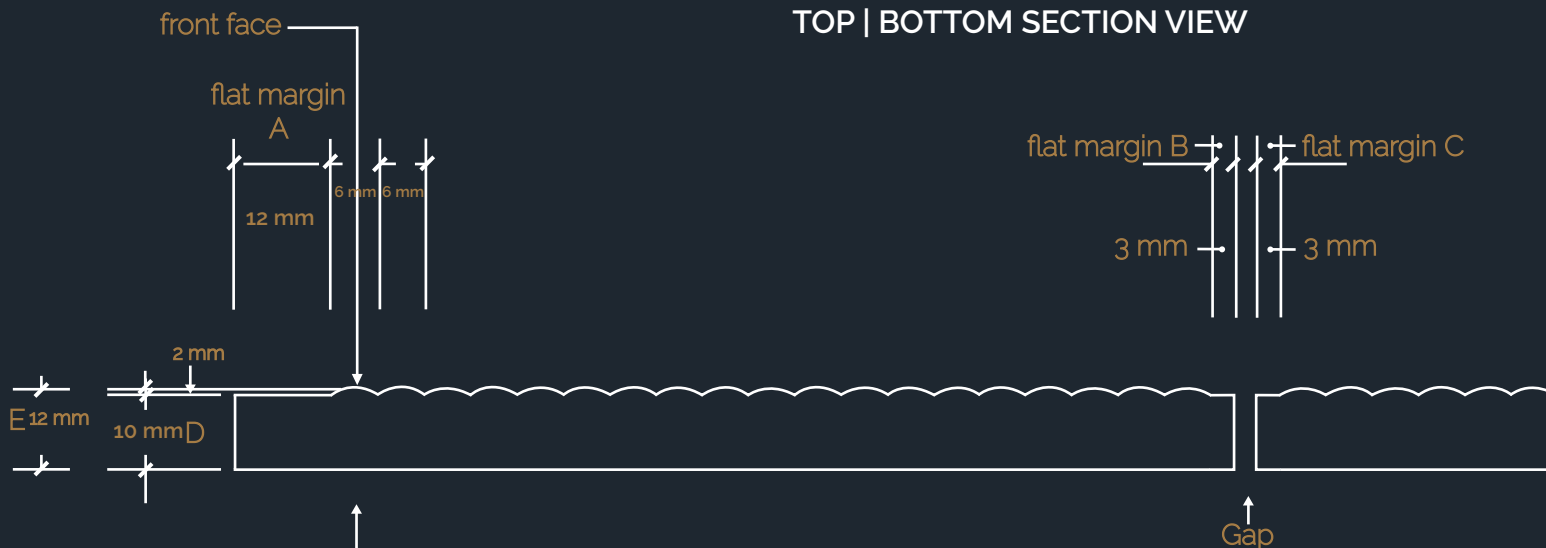 front face
TOP | BOTTOM SECTION VIEW
flat margin
A
flat margin B
flat margin C
6 mm
6 mm
12 mm
3 mm
3 mm
2 mm
E 12 mm
10 mm D
Gap